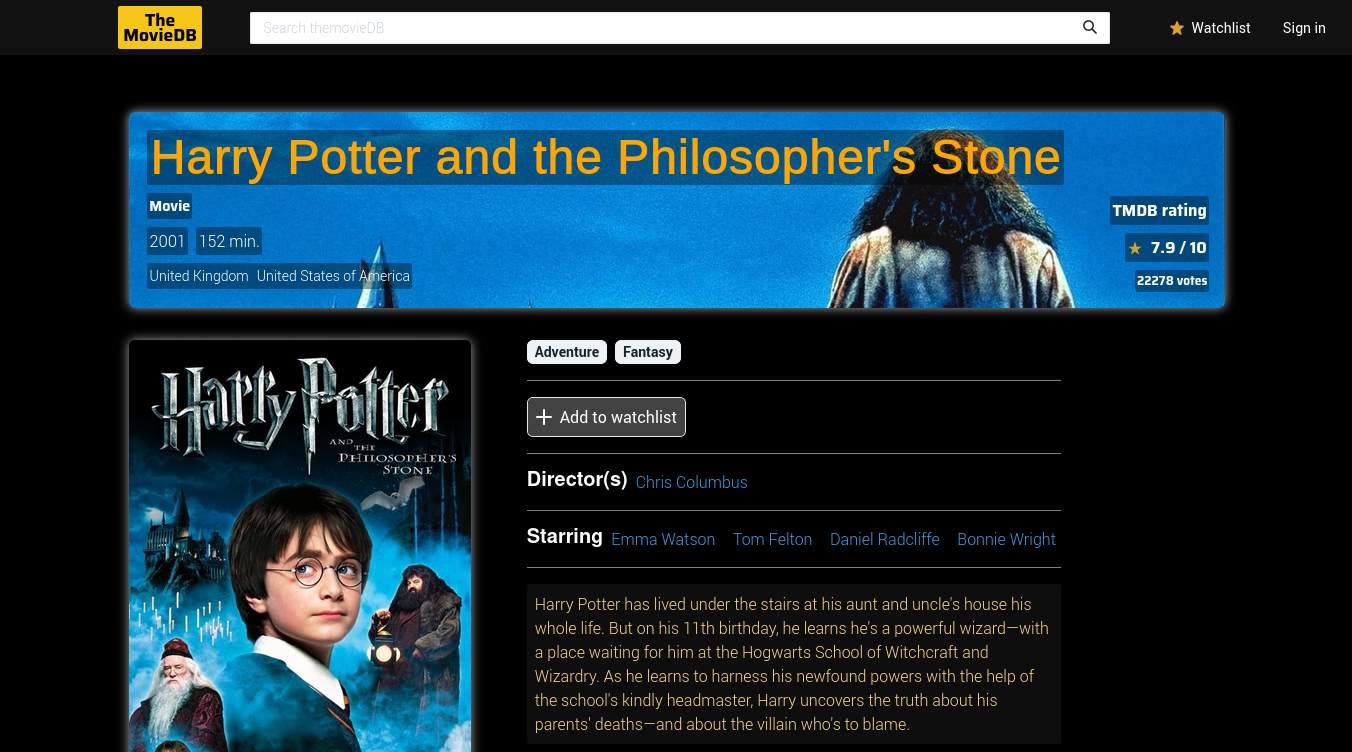 The
MovieDB
Search themovieDB
Watchlist
Sign in
Harry Potter and the Philosopher's Stone
Movie
2001 152 min.
United Kingdom United States of America
TMDB rating
7.9 / 10
22278 votes
Harry Potter
AND THE
PHILOSOPHER'S
STONE
Adventure Fantasy
Add to watchlist
Director(s) Chris Columbus
Starring Emma Watson Tom Felton Daniel Radcliffe Bonnie Wright
Harry Potter has lived under the stairs at his aunt and uncle's house his
whole life. But on his 11th birthday, he learns he's a powerful wizard—with
a place waiting for him at the Hogwarts School of Witchcraft and
Wizardry. As he learns to harness his newfound powers with the help of
the school's kindly headmaster, Harry uncovers the truth about his
parents' deaths—and about the villain who's to blame.